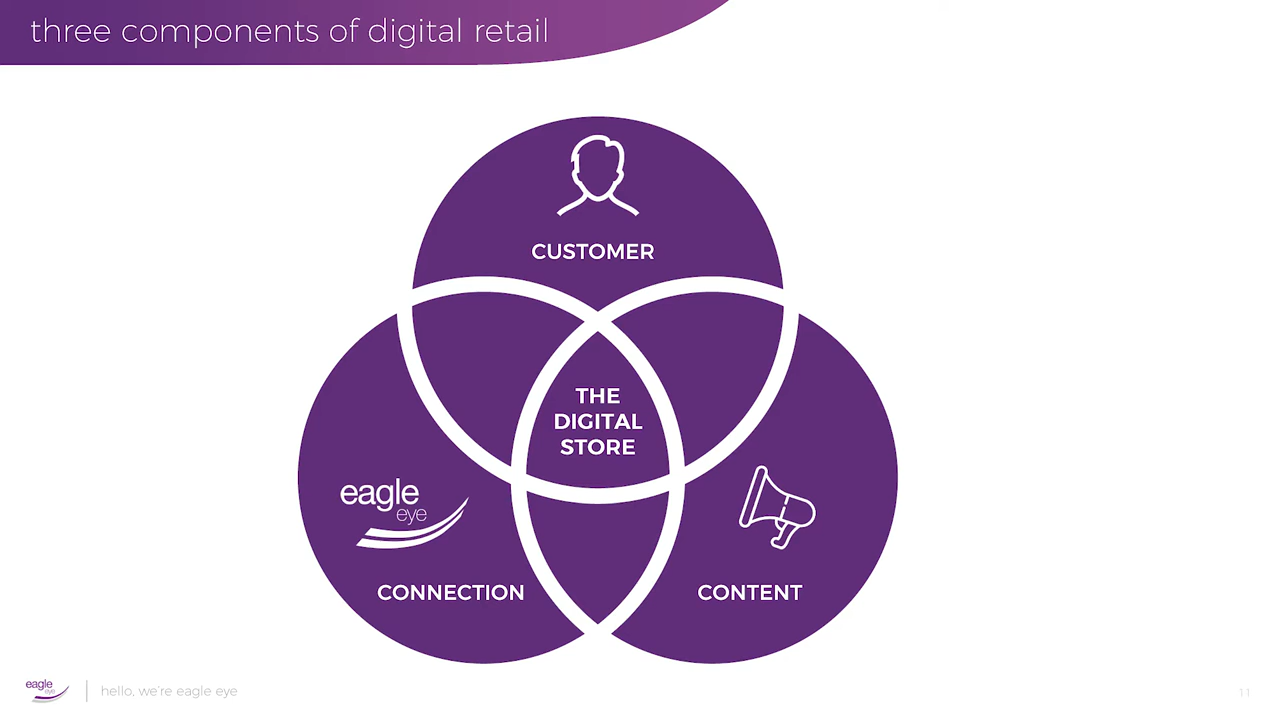 three components of digital retail
CUSTOMER
THE
DIGITAL
STORE
eagle
eye
CONNECTION
CONTENT
eagle
eye
hello, we're eagle eye
11